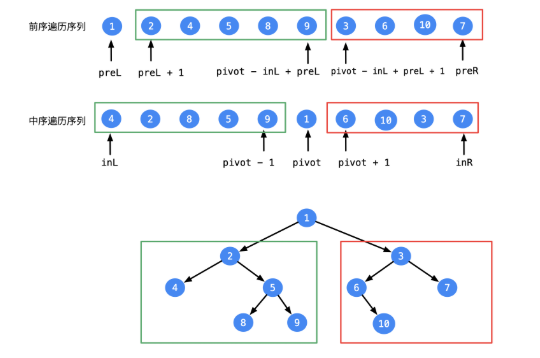 前序遍历序列 1 2 4 5 8 9 3 6 10 7
preL preL + 1 pivot - inL + preL pivot - inL + preL + 1 preR
中序遍历序列 4 2 8 5 9 1 6 10 3 7
inL pivot - 1 pivot pivot + 1 inR
1
2 3
4 5 6 7
8 9 10